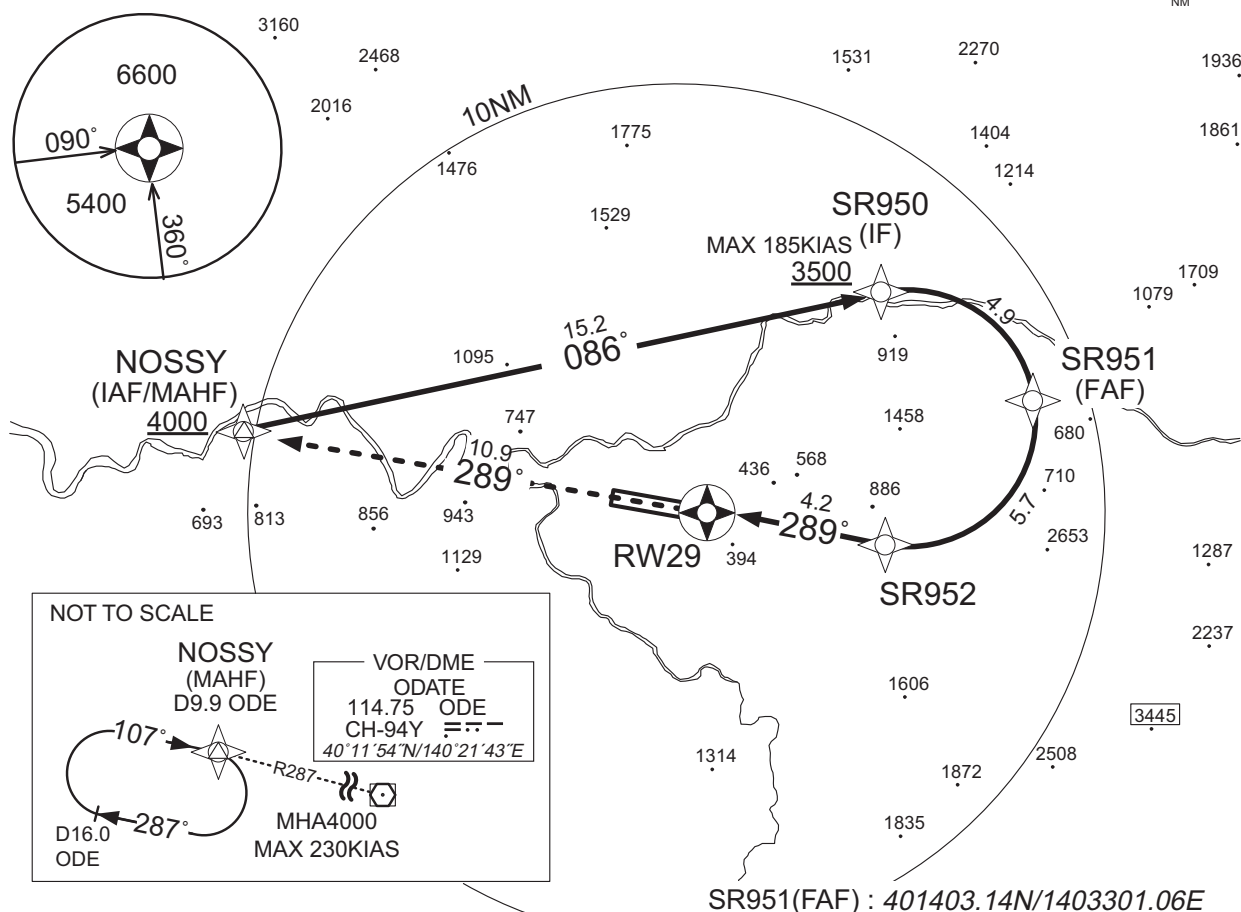 NM
3160
2468
2016
6600
090°
5400
360°
10NM
1476
1775
1529
1531
2270
1936
1404
1861
1214
SR950
(IF)
MAX 185KIAS
3500
1709
1079
4.9
919
SR951
(FAF)
15.2
086°
1095
NOSSY
(IAF/MAHF)
4000
747
10.9
289°
1458
680
436
568
886
710
5.7
4.2
289°
2653
693
813
856
943
1129
RW29
394
SR952
1287
2237
1606
3445
1314
2508
1872
1835
NOT TO SCALE
NOSSY
(MAHF)
D9.9 ODE
VOR/DME
ODATE
114.75 ODE
CH-94Y
40°11´54˝N/140°21´43˝E
107°
R287
287°
D16.0
ODE
MHA4000
MAX 230KIAS
SR951(FAF) : 401403.14N/1403301.06E